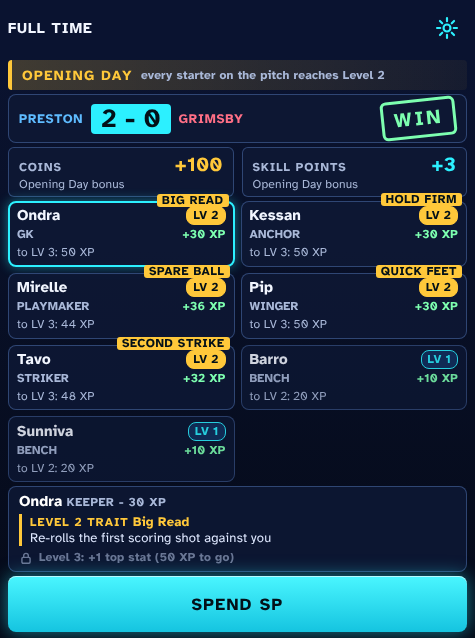 FULL TIME
OPENING DAY every starter on the pitch reaches Level 2
PRESTON 2 - 0 GRIMSBY WIN
COINS +100
Opening Day bonus
SKILL POINTS +3
Opening Day bonus
BIG READ
Ondra LV 2
GK +30 XP
to LV 3: 50 XP
HOLD FIRM
Kessan LV 2
ANCHOR +30 XP
to LV 3: 50 XP
SPARE BALL
Mirelle LV 2
PLAYMAKER +36 XP
to LV 3: 44 XP
QUICK FEET
Pip LV 2
WINGER +30 XP
to LV 3: 50 XP
SECOND STRIKE
Tavo LV 2
STRIKER +32 XP
to LV 3: 48 XP
Barro LV 1
BENCH +10 XP
to LV 2: 20 XP
Sunniva LV 1
BENCH +10 XP
to LV 2: 20 XP
Ondra KEEPER - 30 XP
LEVEL 2 TRAIT Big Read
Re-rolls the first scoring shot against you
Level 3: +1 top stat (50 XP to go)
SPEND SP